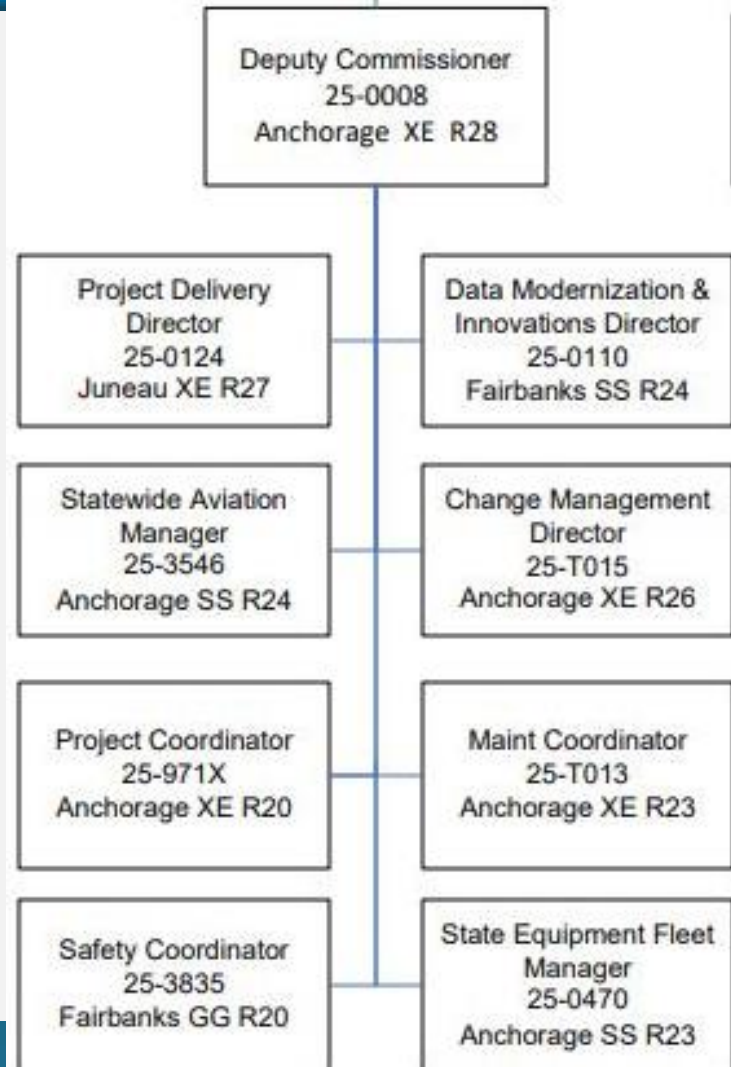 Deputy Commissioner
25-0008
Anchorage XE R28
Project Delivery
Director
25-0124
Juneau XE R27
Data Modernization &
Innovations Director
25-0110
Fairbanks SS R24
Statewide Aviation
Manager
25-3546
Anchorage SS R24
Change Management
Director
25-T015
Anchorage XE R26
Project Coordinator
25-971X
Anchorage XE R20
Maint Coordinator
25-T013
Anchorage XE R23
Safety Coordinator
25-3835
Fairbanks GG R20
State Equipment Fleet
Manager
25-0470
Anchorage SS R23